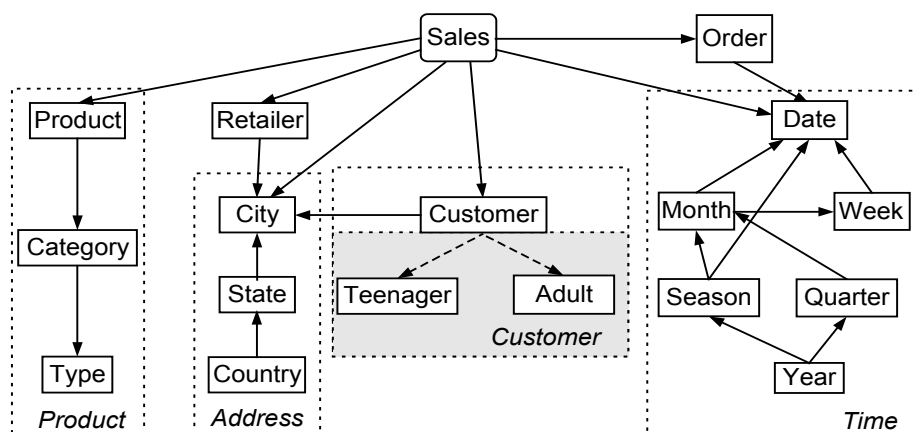 Sales
Order
Product
Retailer
Date
City
Customer
Month
Week
Category
State
Teenager
Adult
Season
Quarter
Customer
Type
Country
Year
Product
Address
Time